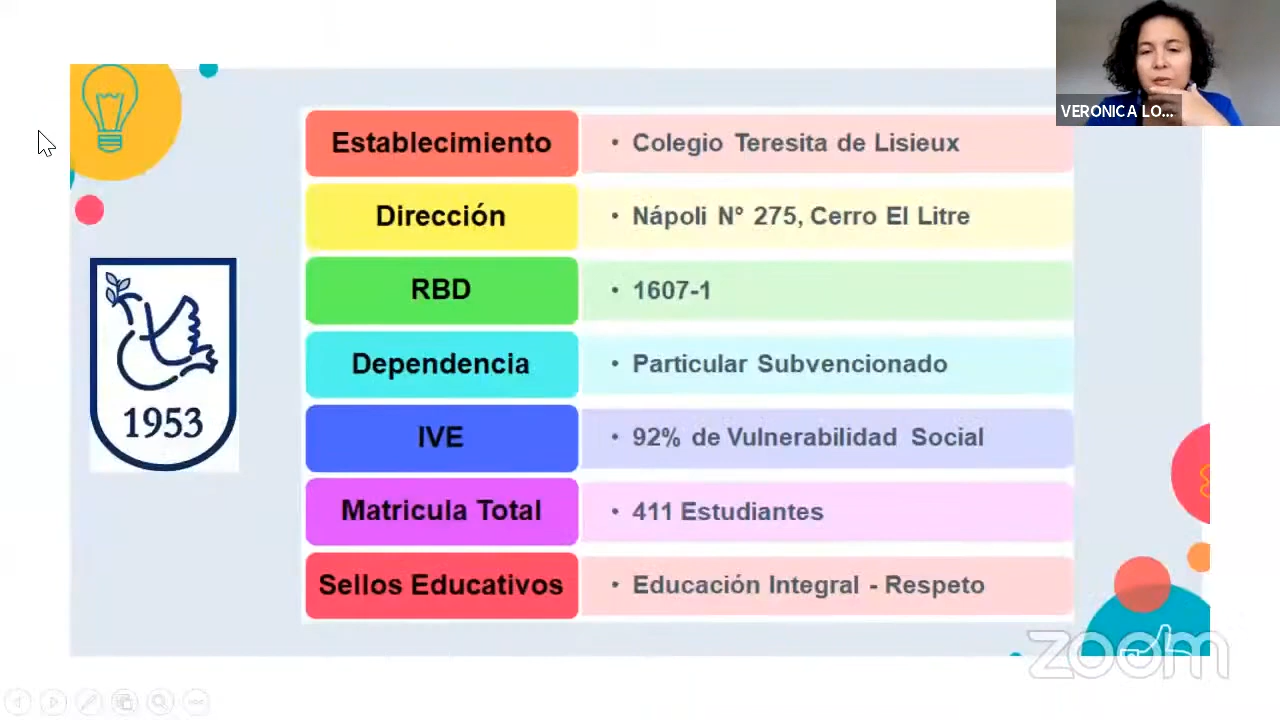 VERONICA LO...
Establecimiento
• Colegio Teresita de Lisieux
Dirección
• Nápoli N° 275, Cerro El Litre
RBD
• 1607-1
Dependencia
• Particular Subvencionado
IVE
• 92% de Vulnerabilidad Social
Matricula Total
• 411 Estudiantes
Sellos Educativos
• Educación Integral - Respeto
1953
zoom